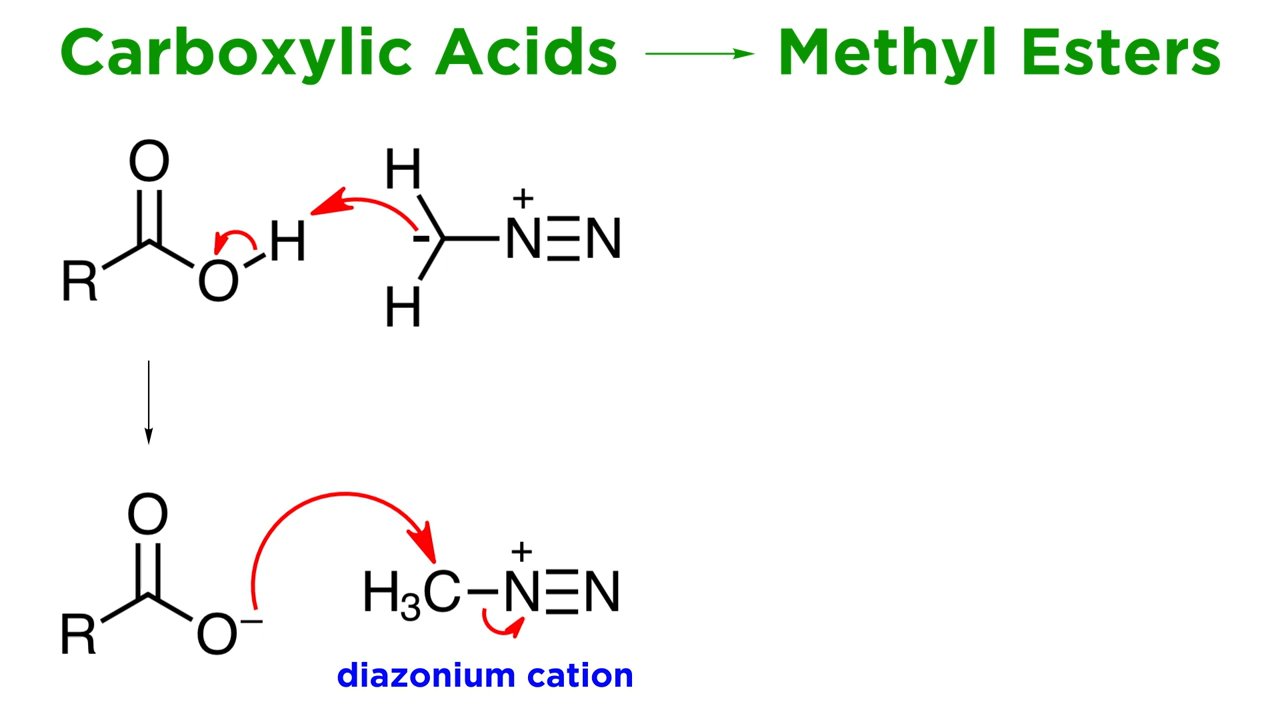 Carboxylic Acids → Methyl Esters
O
H
+
R
O
H
-
N≡N
H
O
+
R
O–
H₃C–N≡N
diazonium cation